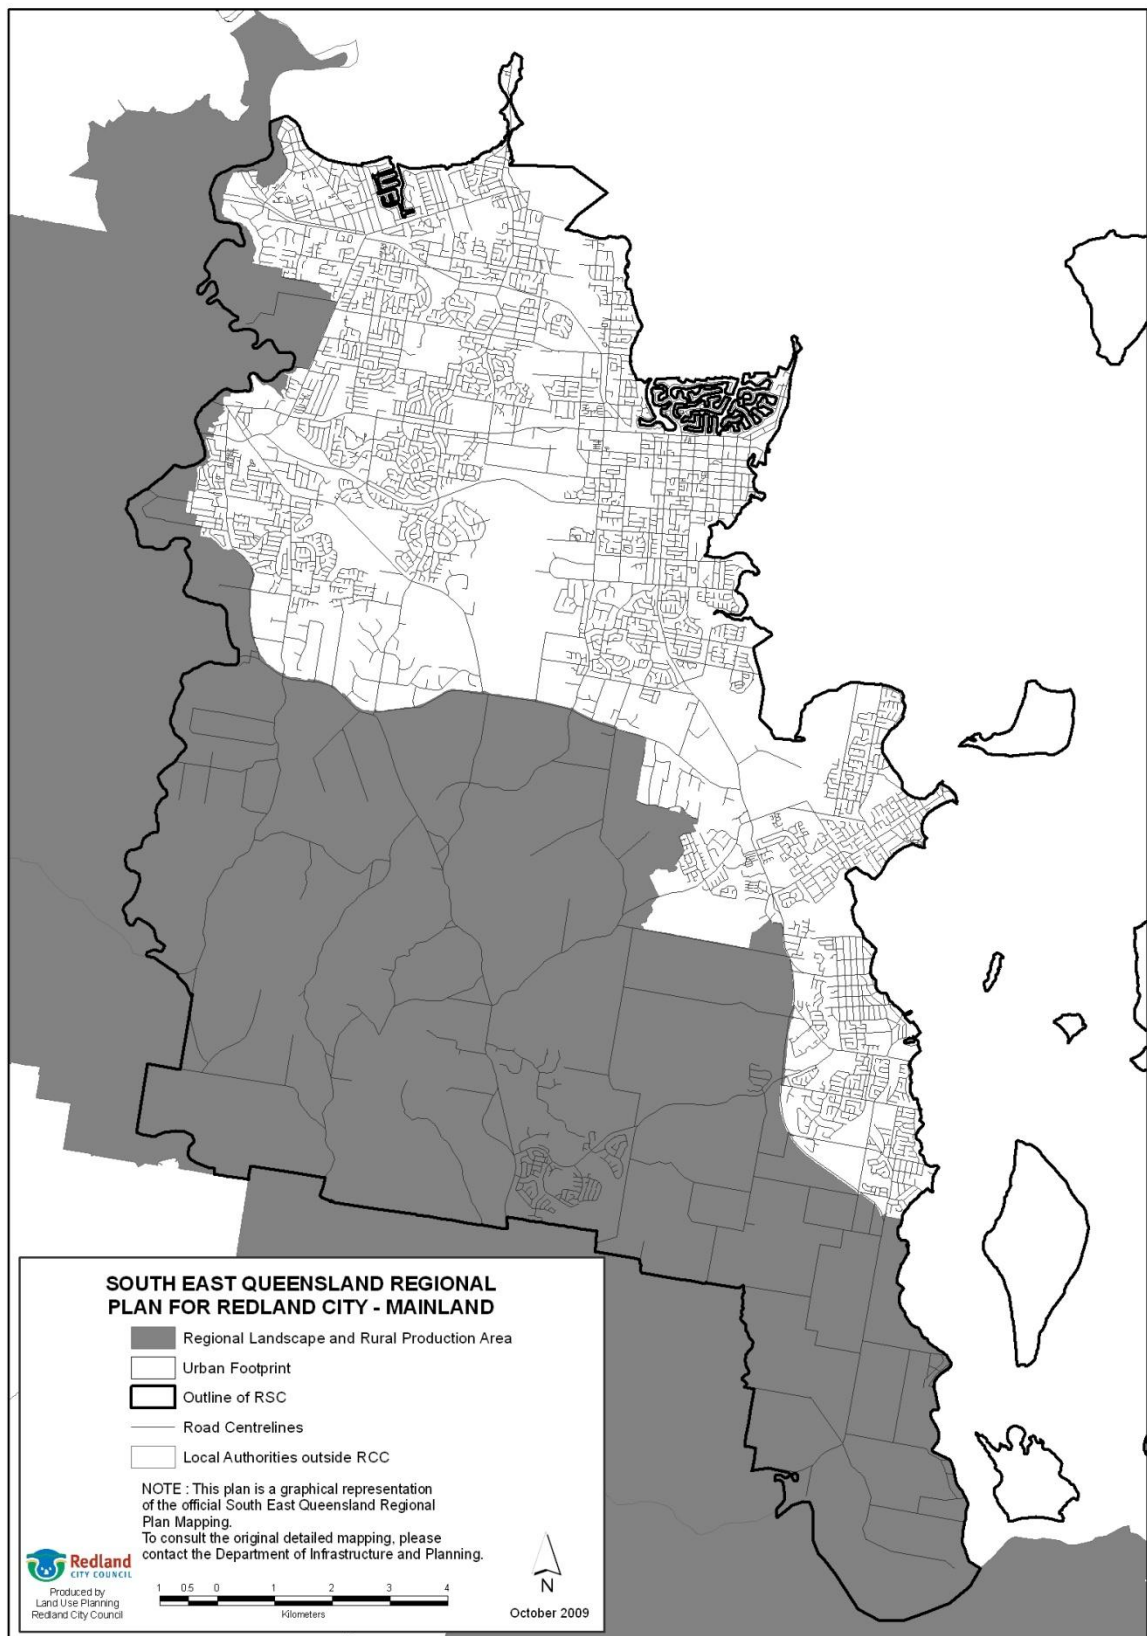 SOUTH EAST QUEENSLAND REGIONAL
PLAN FOR REDLAND CITY - MAINLAND
Regional Landscape and Rural Production Area
Urban Footprint
Outline of RSC
Road Centrelines
Local Authorities outside RCC
NOTE : This plan is a graphical representation
of the official South East Queensland Regional
Plan Mapping.
To consult the original detailed mapping, please
contact the Department of Infrastructure and Planning.
Redland
CITY COUNCIL
Produced by
Land Use Planning
Redland City Council
1 0.5 0 1 2 3 4
Kilometers
N
October 2009